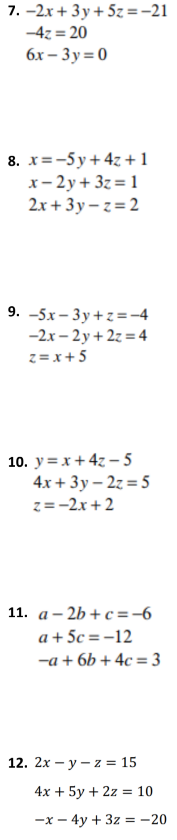 7. –2x + 3y + 5z = –21
–4z = 20
6x – 3y = 0
8. x = –5y + 4z + 1
x – 2y + 3z = 1
2x + 3y – z = 2
9. –5x – 3y + z = –4
–2x – 2y + 2z = 4
z = x + 5
10. y = x + 4z – 5
4x + 3y – 2z = 5
z = –2x + 2
11. a – 2b + c = –6
a + 5c = –12
–a + 6b + 4c = 3
12. 2x – y – z = 15
4x + 5y + 2z = 10
–x – 4y + 3z = –20